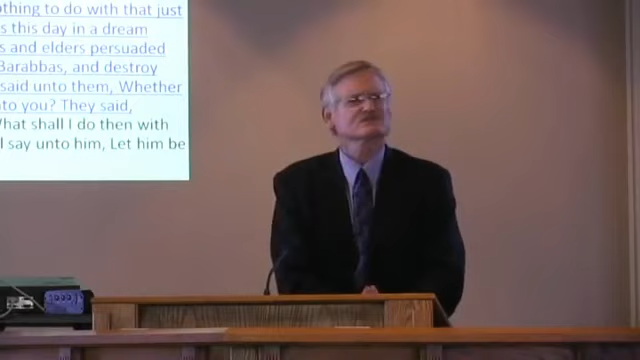 othing to do with that just
s this day in a dream
s and elders persuaded
Barabbas, and destroy
said unto them, Whether
nto you? They said,
What shall I do then with
l say unto him, Let him be